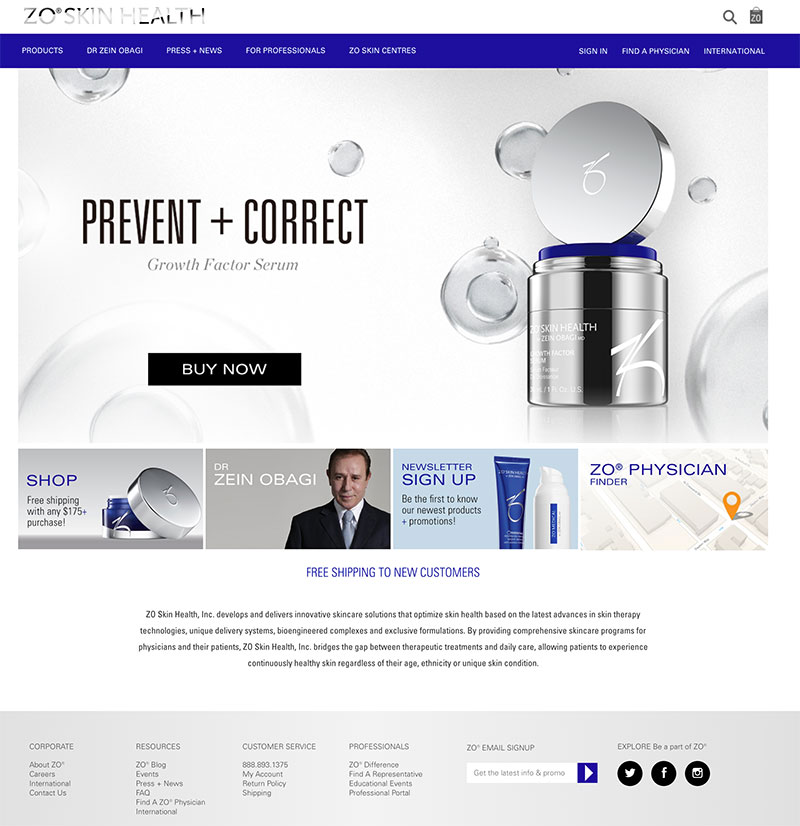 ZO® SKIN HEALTH
ZO
PRODUCTS DR ZEIN OBAGI PRESS + NEWS FOR PROFESSIONALS ZO SKIN CENTRES SIGN IN FIND A PHYSICIAN INTERNATIONAL
PREVENT + CORRECT
Growth Factor Serum
BUY NOW
ZO SKIN HEALTH
ZEIN OBAGI MD
GROWTH FACTOR
SERUM
SHOP
Free shipping
with any $175+
purchase!
DR
ZEIN OBAGI
NEWSLETTER
SIGN UP
Be the first to know
our newest products
+ promotions!
ZO SKIN HEALTH
ZO MEDICAL
ZO® PHYSICIAN
FINDER
FREE SHIPPING TO NEW CUSTOMERS
ZO Skin Health, Inc. develops and delivers innovative skincare solutions that optimize skin health based on the latest advances in skin therapy
technologies, unique delivery systems, bioengineered complexes and exclusive formulations. By providing comprehensive skincare programs for
physicians and their patients, ZO Skin Health, Inc. bridges the gap between therapeutic treatments and daily care, allowing patients to experience
continuously healthy skin regardless of their age, ethnicity or unique skin condition.
CORPORATE
About ZO®
Careers
International
Contact Us
RESOURCES
ZO® Blog
Events
Press + News
FAQ
Find A ZO® Physician
International
CUSTOMER SERVICE
888.893.1375
My Account
Return Policy
Shipping
PROFESSIONALS
ZO® Difference
Find A Representative
Educational Events
Professional Portal
ZO® EMAIL SIGNUP
Get the latest info & promo
EXPLORE Be a part of ZO®